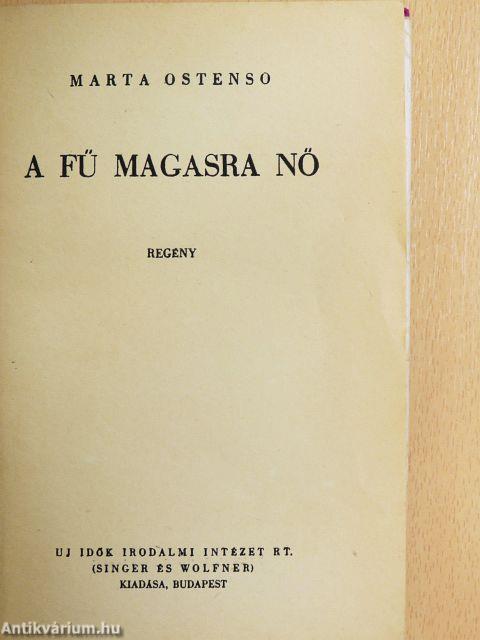 MARTA OSTENSO
A FŰ MAGASRA NŐ
REGÉNY
UJ IDŐK IRODALMI INTÉZET RT.
(SINGER ÉS WOLFNER)
KIADÁSA, BUDAPEST
Antikvárium.hu